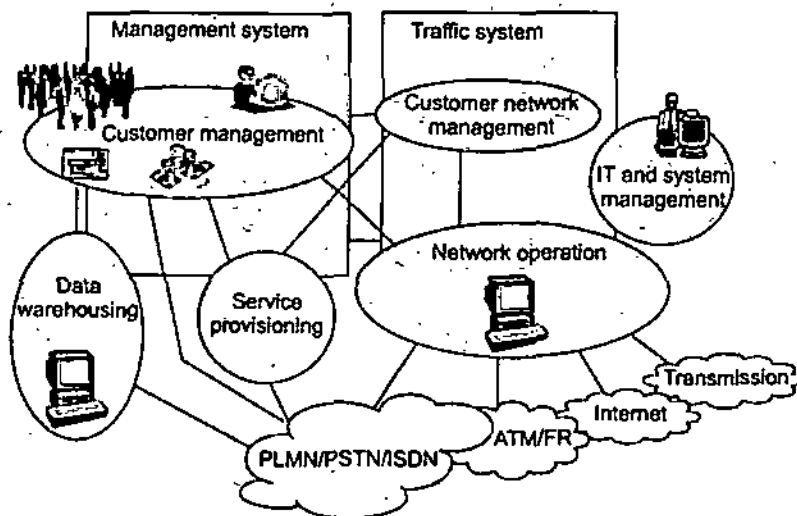 Management system
Traffic system
Customer management
Customer network
management
IT and system
management
Network operation
Data
warehousing
Service
provisioning
Transmission
Internet
ATM/FR
PLMN/PSTN/ISDN